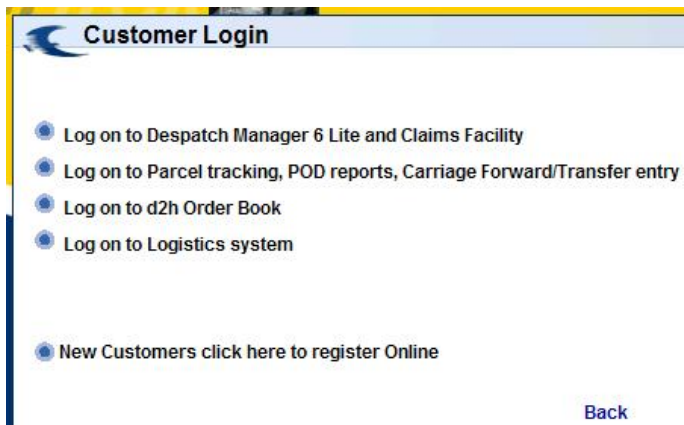 Customer Login
Log on to Despatch Manager 6 Lite and Claims Facility
Log on to Parcel tracking, POD reports, Carriage Forward/Transfer entry
Log on to d2h Order Book
Log on to Logistics system
New Customers click here to register Online
Back